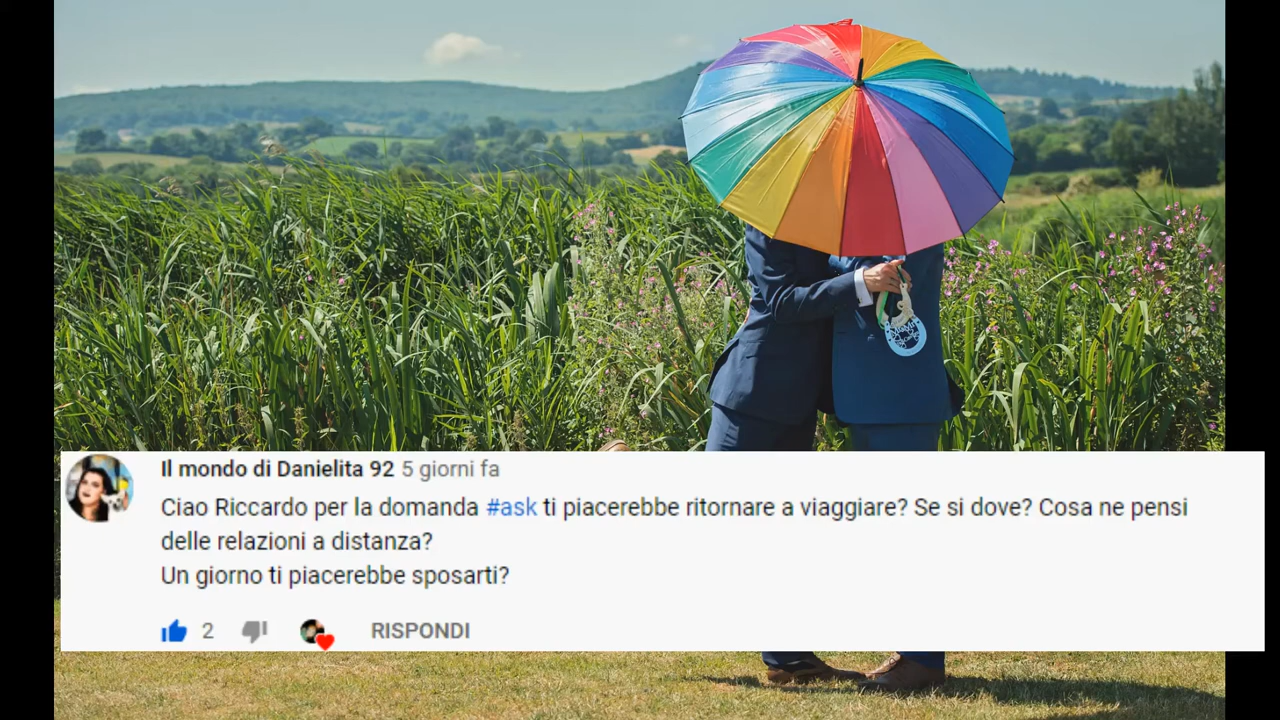 Il mondo di Danielita 92 5 giorni fa
Ciao Riccardo per la domanda #ask ti piacerebbe ritornare a viaggiare? Se si dove? Cosa ne pensi
delle relazioni a distanza?
Un giorno ti piacerebbe sposarti?
2 RISPONDI